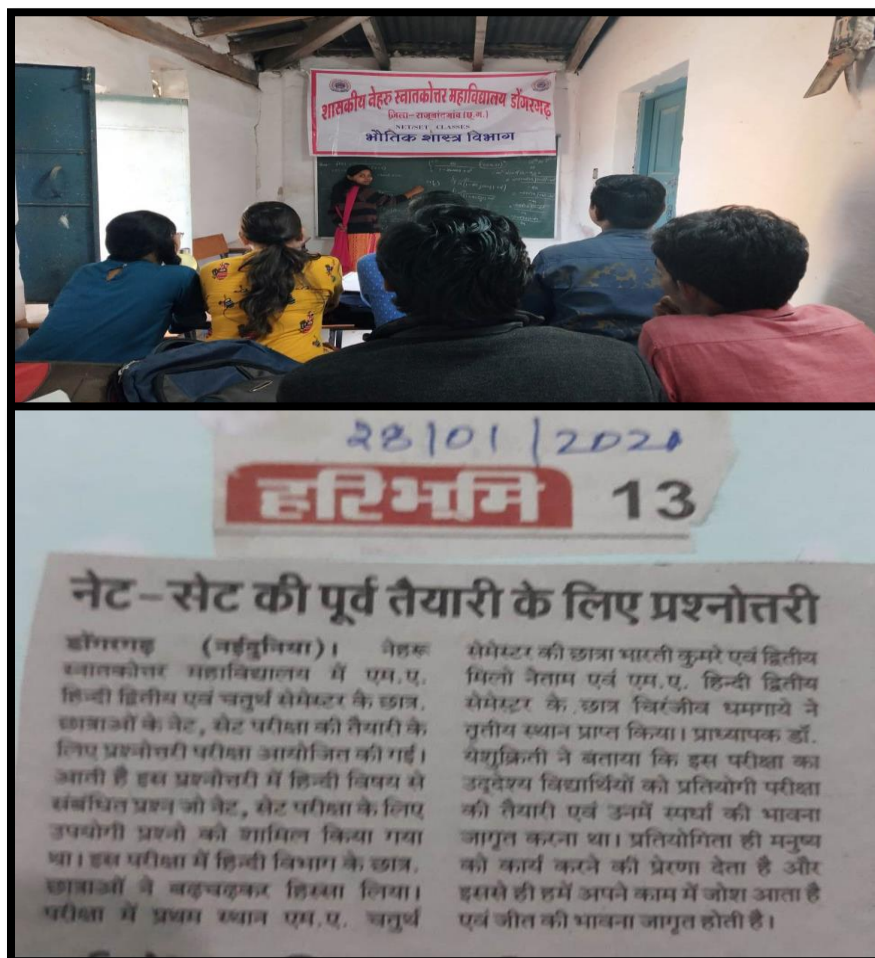 शासकीय नेहरु स्नातकोत्तर महाविद्यालय डोंगरगढ़
जिला-राजनांदगांव (छ.ग.)
NET/SET CLASSES
भौतिक शास्त्र विभाग
28/01/2021
हरिभूमि 13
नेट-सेट की पूर्व तैयारी के लिए प्रश्नोत्तरी
डोंगरगढ़ (नईदुनिया)। नेहरू
स्नातकोत्तर महाविद्यालय में एम.ए.
हिन्दी द्वितीय एवं चतुर्थ सेमेस्टर के छात्र,
छात्राओं के नेट, सेट परीक्षा की तैयारी के
लिए प्रश्नोत्तरी परीक्षा आयोजित की गई।
आती है इस प्रश्नोत्तरी में हिन्दी विषय से
संबंधित प्रश्न जो नेट, सेट परीक्षा के लिए
उपयोगी प्रश्नो को शामिल किया गया
था। इस परीक्षा में हिन्दी विभाग के छात्र,
छात्राओं ने बढ़चढ़कर हिस्सा लिया।
परीक्षा में प्रथम स्थान एम.ए. चतुर्थ
सेमेस्टर की छात्रा भारती कुमरे एवं द्वितीय
मिलो नेताम एवं एम.ए. हिन्दी द्वितीय
सेमेस्ट्रर के छात्र चिरंजीव धमगाये ने
तृतीय स्थान प्राप्त किया। प्राध्यापक डॉ.
येशुक्रिती ने बताया कि इस परीक्षा का
उद्देश्य विद्यार्थियों को प्रतियोगी परीक्षा
की तैयारी एवं उनमें स्पर्धा की भावना
जागृत करना था। प्रतियोगिता ही मनुष्य
को कार्य करने की प्रेरणा देता है और
इससे ही हमें अपने काम में जोश आता है
एवं जीत की भावना जागृत होती है।